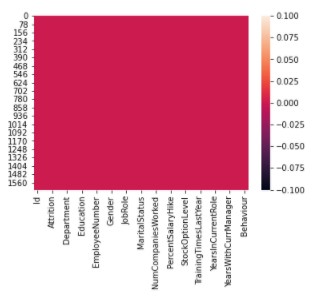 0
78
156
234
312
390
468
546
624
702
780
858
936
1014
1092
1170
1248
1326
1404
1482
1560
0.100
0.075
0.050
0.025
0.000
−0.025
−0.050
−0.075
−0.100
Id
Attrition
Department
Education
EmployeeNumber
Gender
JobRole
MaritalStatus
NumCompaniesWorked
PercentSalaryHike
StockOptionLevel
TrainingTimesLastYear
YearsInCurrentRole
YearsWithCurrManager
Behaviour